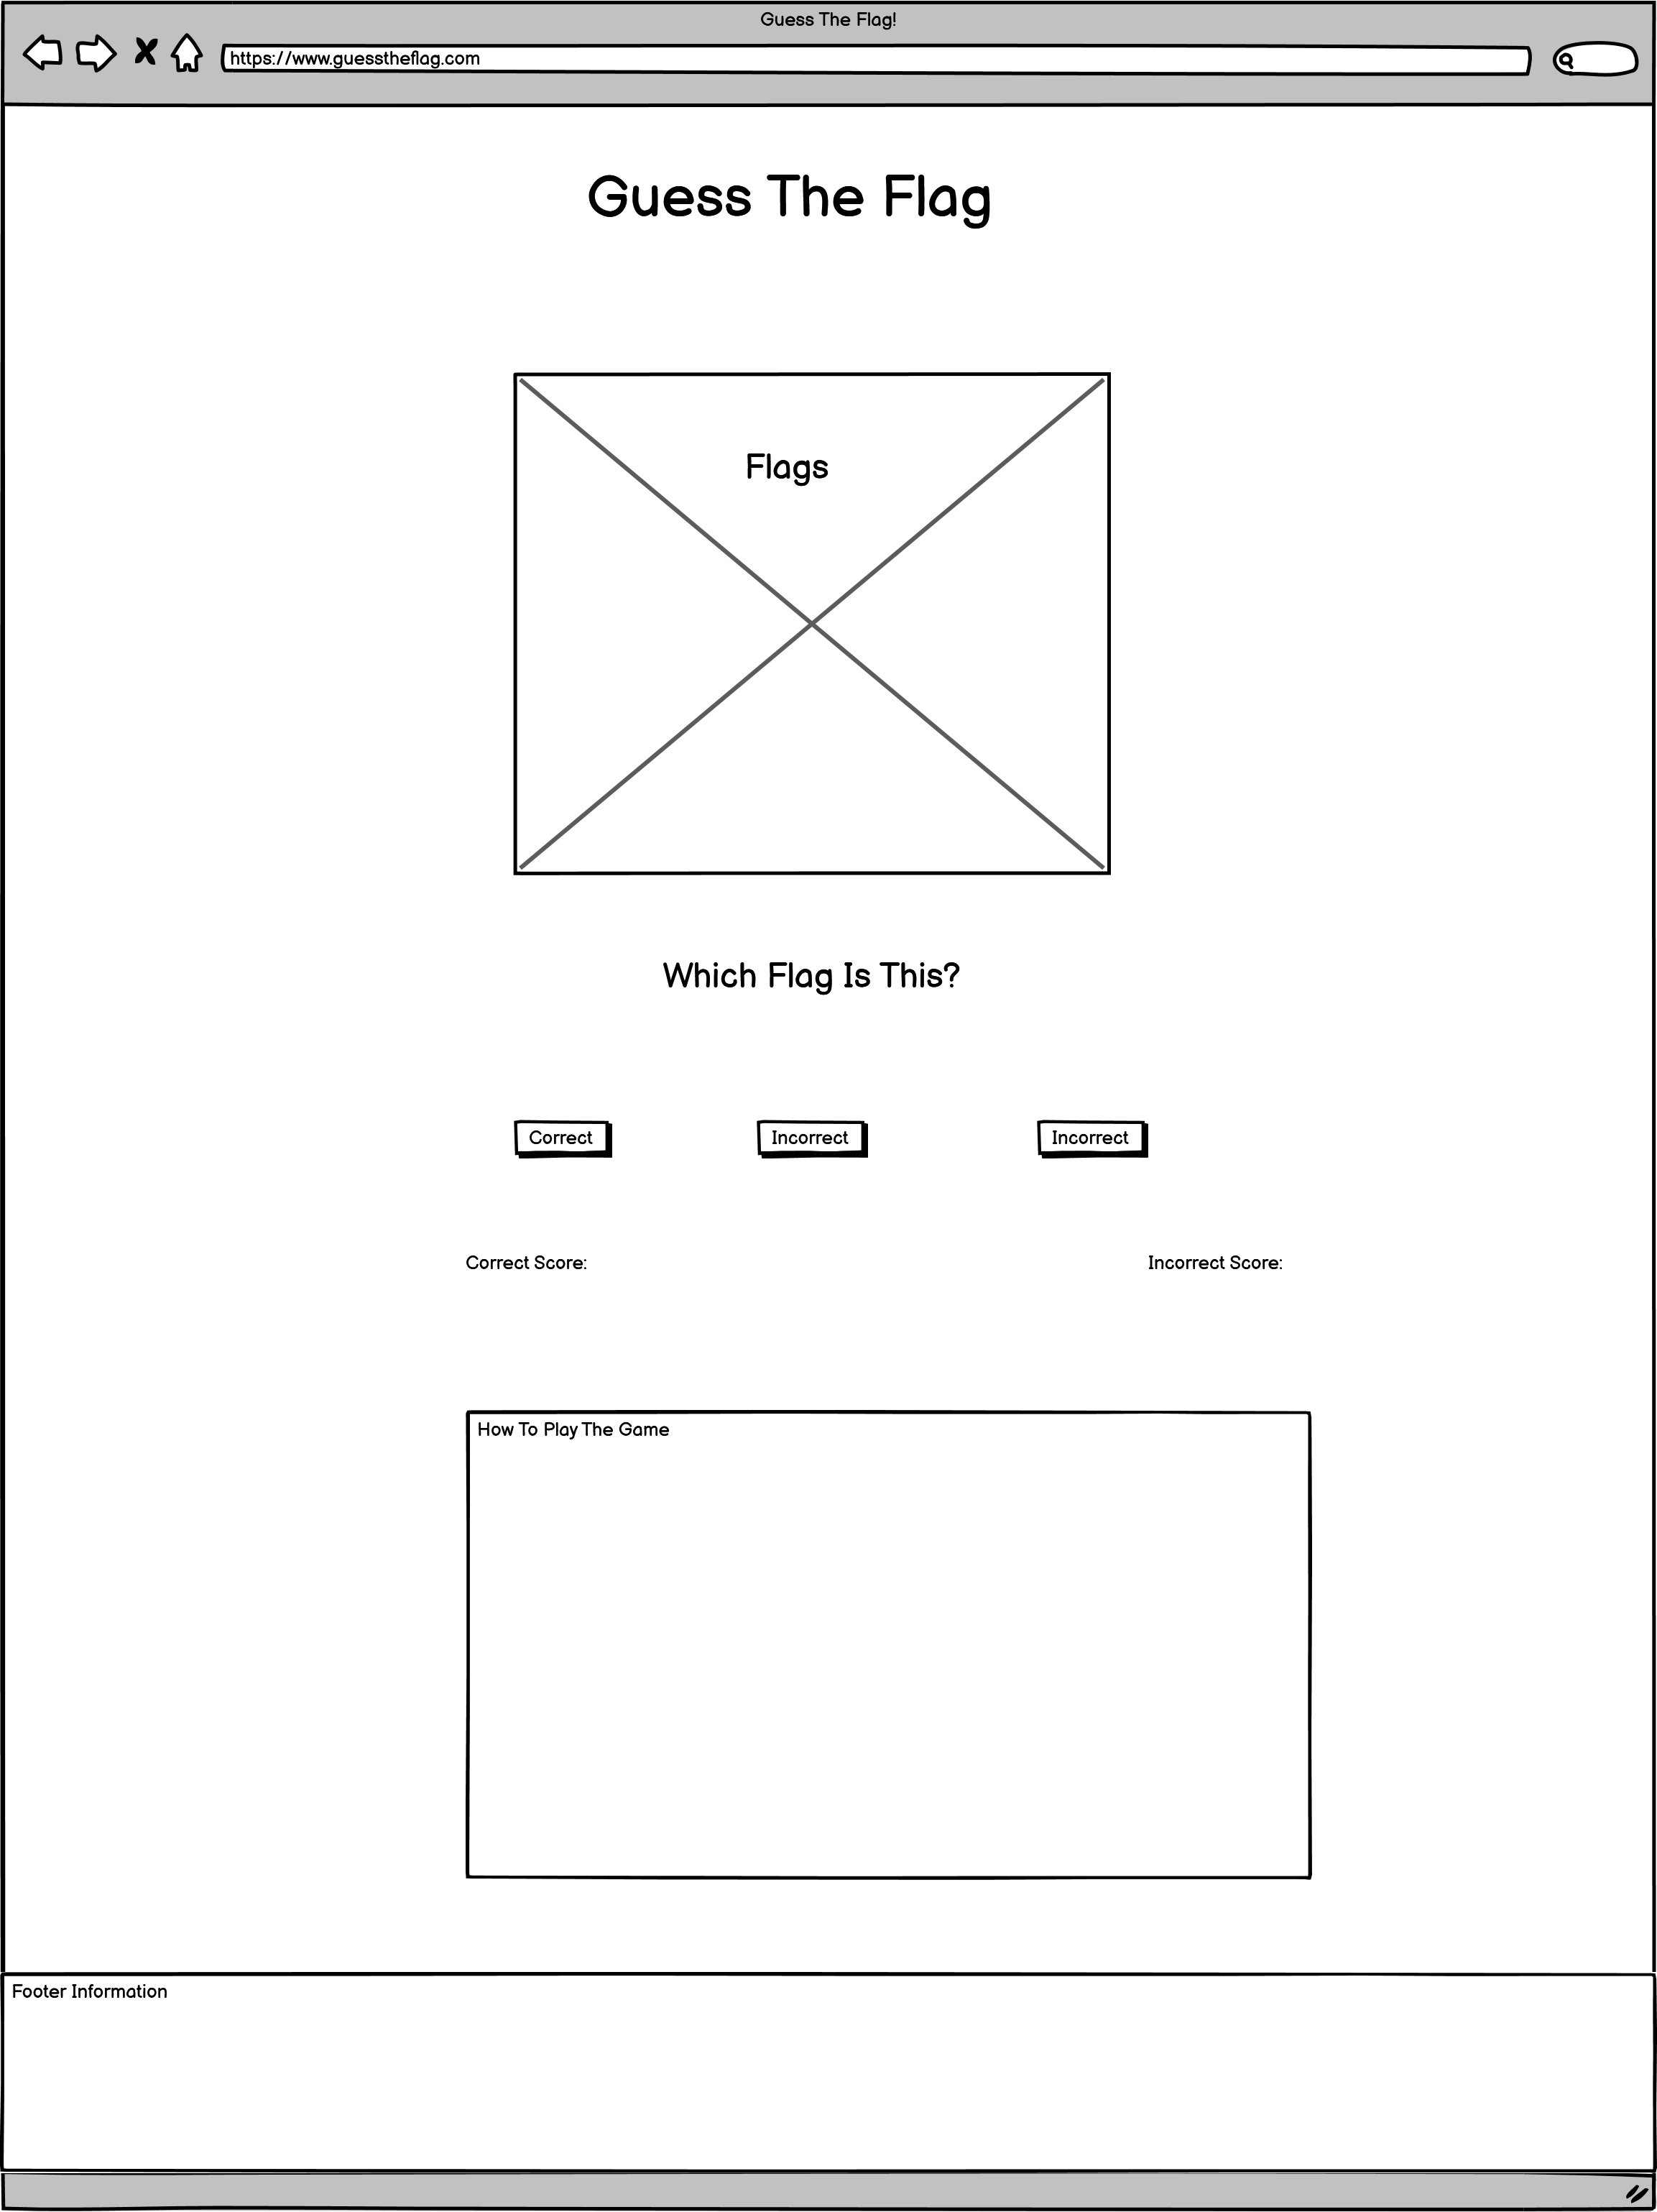 Guess The Flag!
https://www.guesstheflag.com
Guess The Flag
Flags
Which Flag Is This?
Correct
Incorrect
Incorrect
Correct Score:
Incorrect Score:
How To Play The Game
Footer Information